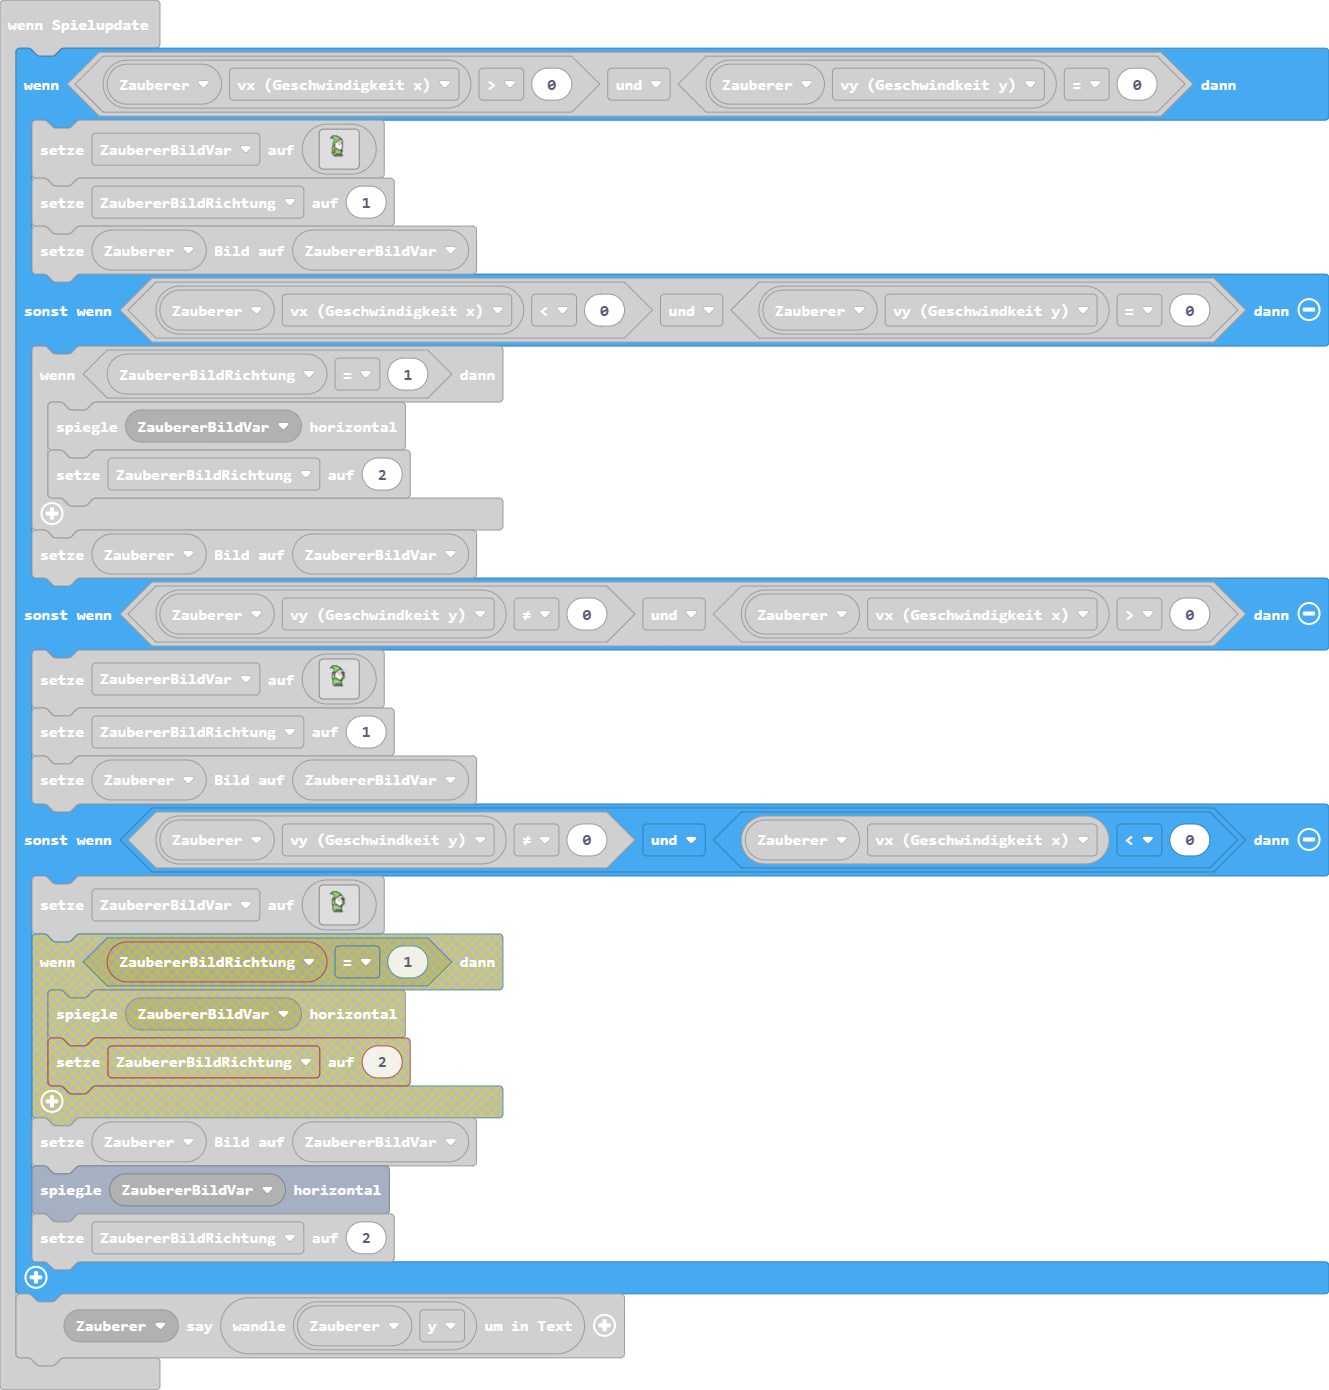 wenn Spielupdate
wenn Zauberer vx (Geschwindigkeit x) > 0 und Zauberer vy (Geschwindkeit y) = 0 dann
setze ZaubererBildVar auf
setze ZaubererBildRichtung auf 1
setze Zauberer Bild auf ZaubererBildVar
sonst wenn Zauberer vx (Geschwindigkeit x) < 0 und Zauberer vy (Geschwindkeit y) = 0 dann
wenn ZaubererBildRichtung = 1 dann
spiegle ZaubererBildVar horizontal
setze ZaubererBildRichtung auf 2
setze Zauberer Bild auf ZaubererBildVar
sonst wenn Zauberer vy (Geschwindkeit y) ≠ 0 und Zauberer vx (Geschwindigkeit x) > 0 dann
setze ZaubererBildVar auf
setze ZaubererBildRichtung auf 1
setze Zauberer Bild auf ZaubererBildVar
sonst wenn Zauberer vy (Geschwindkeit y) ≠ 0 und Zauberer vx (Geschwindigkeit x) < 0 dann
setze ZaubererBildVar auf
wenn ZaubererBildRichtung = 1 dann
spiegle ZaubererBildVar horizontal
setze ZaubererBildRichtung auf 2
setze Zauberer Bild auf ZaubererBildVar
spiegle ZaubererBildVar horizontal
setze ZaubererBildRichtung auf 2
Zauberer say wandle Zauberer y um in Text